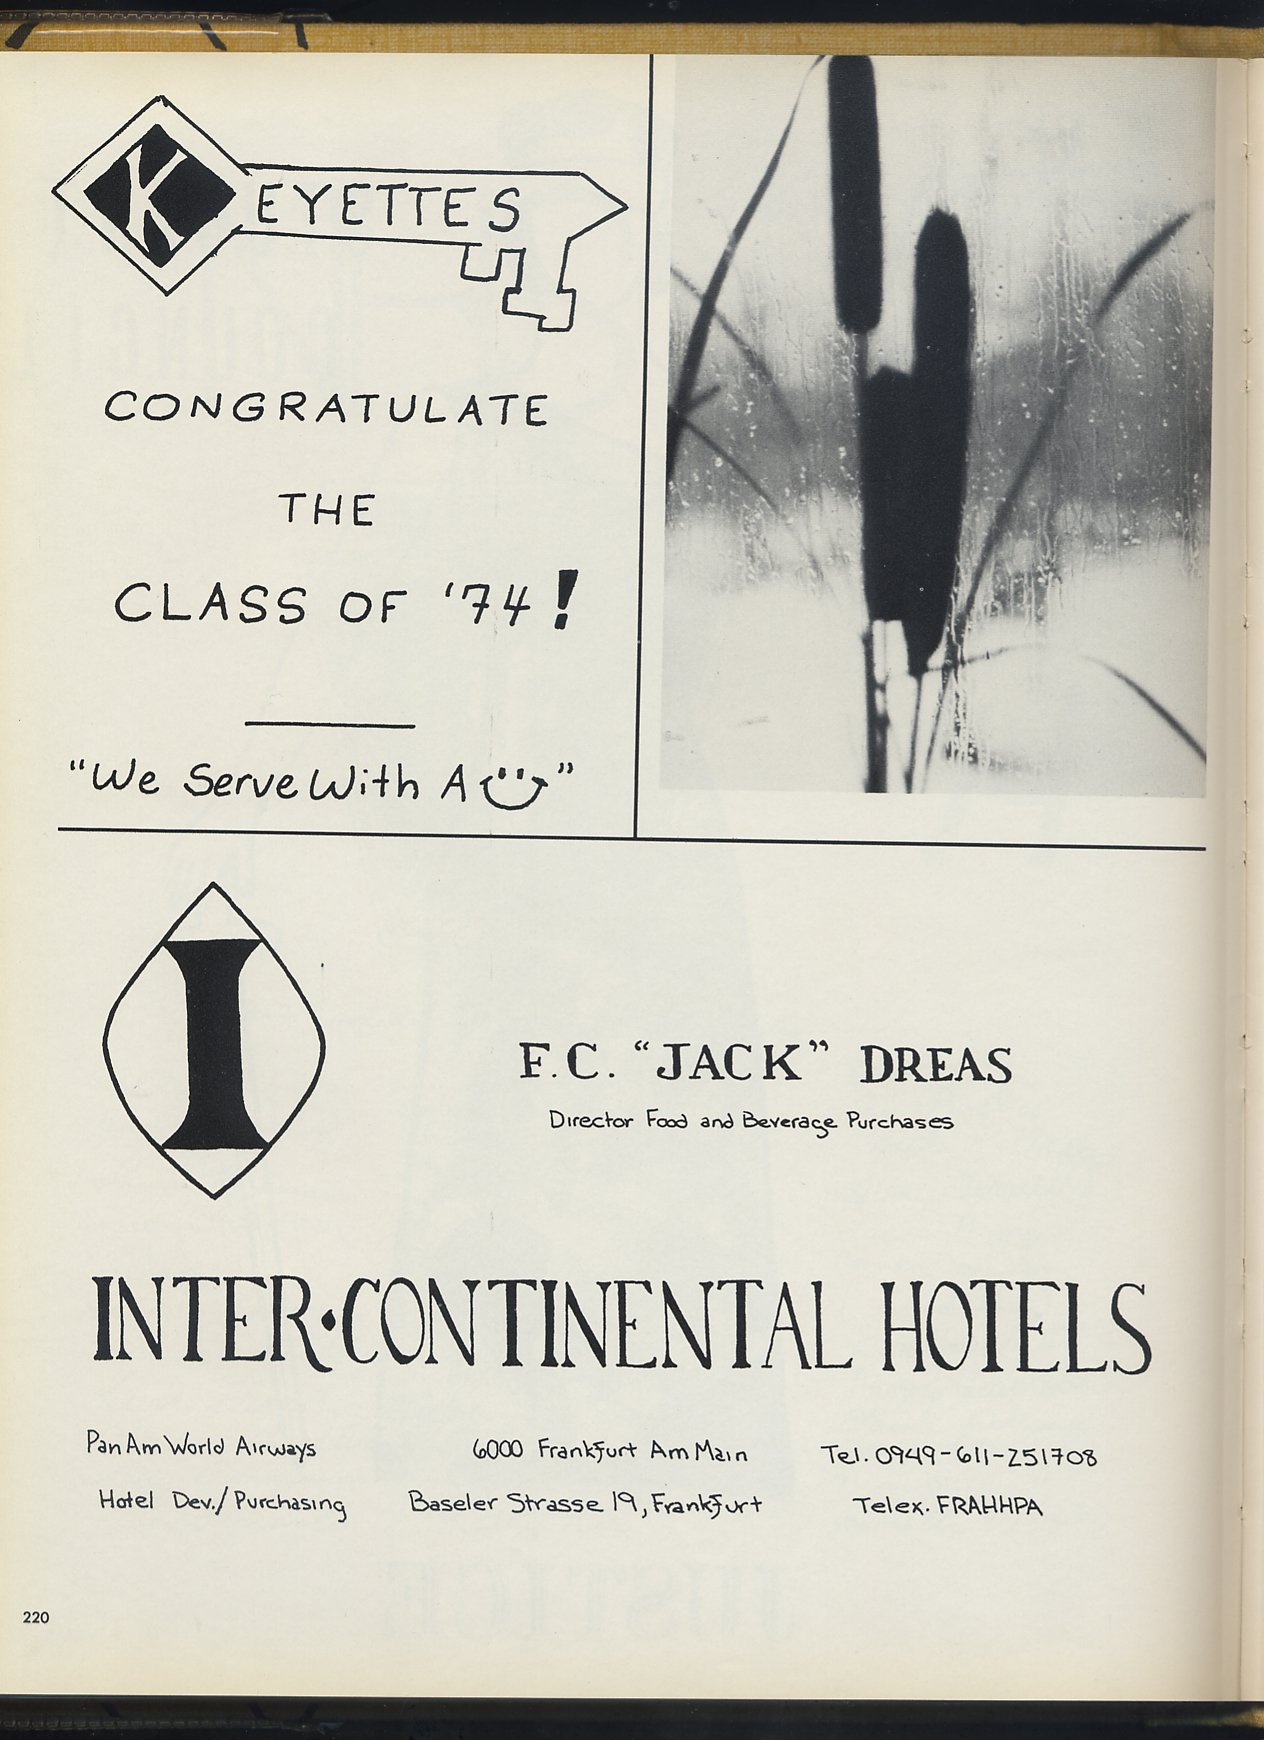 KEYETTES
CONGRATULATE
THE
CLASS OF '74!
"We Serve With A "
I
F.C. "JACK" DREAS
Director Food and Beverage Purchases
INTER•CONTINENTAL HOTELS
Pan Am World Airways
Hotel Dev./Purchasing
6000 Frankfurt Am Main
Baseler Strasse 19, Frankfurt
Tel. 0949-611-251708
Telex. FRAHHPA
220